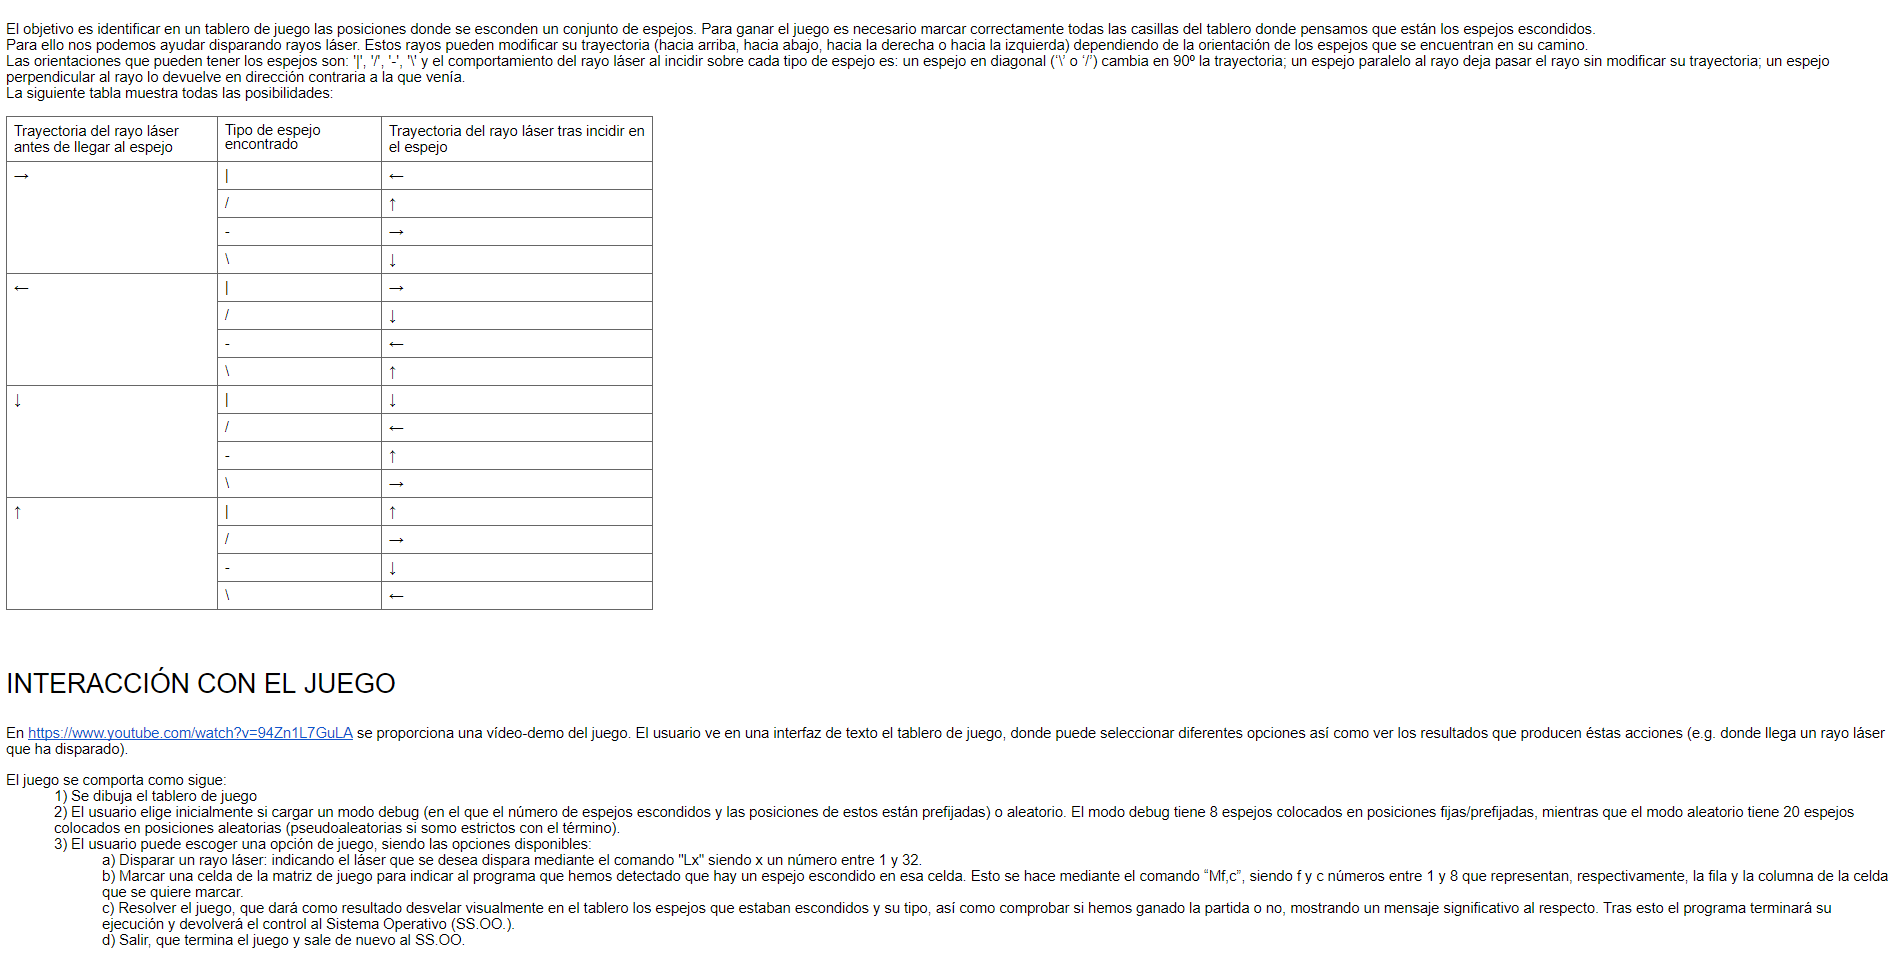 El objetivo es identificar en un tablero de juego las posiciones donde se esconden un conjunto de espejos. Para ganar el juego es necesario marcar correctamente todas las casillas del tablero donde pensamos que están los espejos escondidos.
Para ello nos podemos ayudar disparando rayos láser. Estos rayos pueden modificar su trayectoria (hacia arriba, hacia abajo, hacia la derecha o hacia la izquierda) dependiendo de la orientación de los espejos que se encuentran en su camino.
Las orientaciones que pueden tener los espejos son: '|', '/', '-', '\' y el comportamiento del rayo láser al incidir sobre cada tipo de espejo es: un espejo en diagonal ('\' o '/') cambia en 90º la trayectoria; un espejo paralelo al rayo deja pasar el rayo sin modificar su trayectoria; un espejo
perpendicular al rayo lo devuelve en dirección contraria a la que venía.
La siguiente tabla muestra todas las posibilidades:
Trayectoria del rayo láser antes de llegar al espejo | Tipo de espejo encontrado | Trayectoria del rayo láser tras incidir en el espejo
→ | ←
/ ↑
- →
\ ↓
← | →
/ ↓
- ←
\ ↑
↓ | ↓
/ ←
- ↑
\ →
↑ | ↑
/ →
- ↓
\ ←
INTERACCIÓN CON EL JUEGO
En https://www.youtube.com/watch?v=94Zn1L7GuLA se proporciona una vídeo-demo del juego. El usuario ve en una interfaz de texto el tablero de juego, donde puede seleccionar diferentes opciones así como ver los resultados que producen éstas acciones (e.g. donde llega un rayo láser
que ha disparado).
El juego se comporta como sigue:
1) Se dibuja el tablero de juego
2) El usuario elige inicialmente si cargar un modo debug (en el que el número de espejos escondidos y las posiciones de estos están prefijadas) o aleatorio. El modo debug tiene 8 espejos colocados en posiciones fijas/prefijadas, mientras que el modo aleatorio tiene 20 espejos
colocados en posiciones aleatorias (pseudoaleatorias si somo estrictos con el término).
3) El usuario puede escoger una opción de juego, siendo las opciones disponibles:
a) Disparar un rayo láser: indicando el láser que se desea dispara mediante el comando "Lx" siendo x un número entre 1 y 32.
b) Marcar una celda de la matriz de juego para indicar al programa que hemos detectado que hay un espejo escondido en esa celda. Esto se hace mediante el comando “Mf,c”, siendo f y c números entre 1 y 8 que representan, respectivamente, la fila y la columna de la celda
que se quiere marcar.
c) Resolver el juego, que dará como resultado desvelar visualmente en el tablero los espejos que estaban escondidos y su tipo, así como comprobar si hemos ganado la partida o no, mostrando un mensaje significativo al respecto. Tras esto el programa terminará su
ejecución y devolverá el control al Sistema Operativo (SS.OO.).
d) Salir, que termina el juego y sale de nuevo al SS.OO.